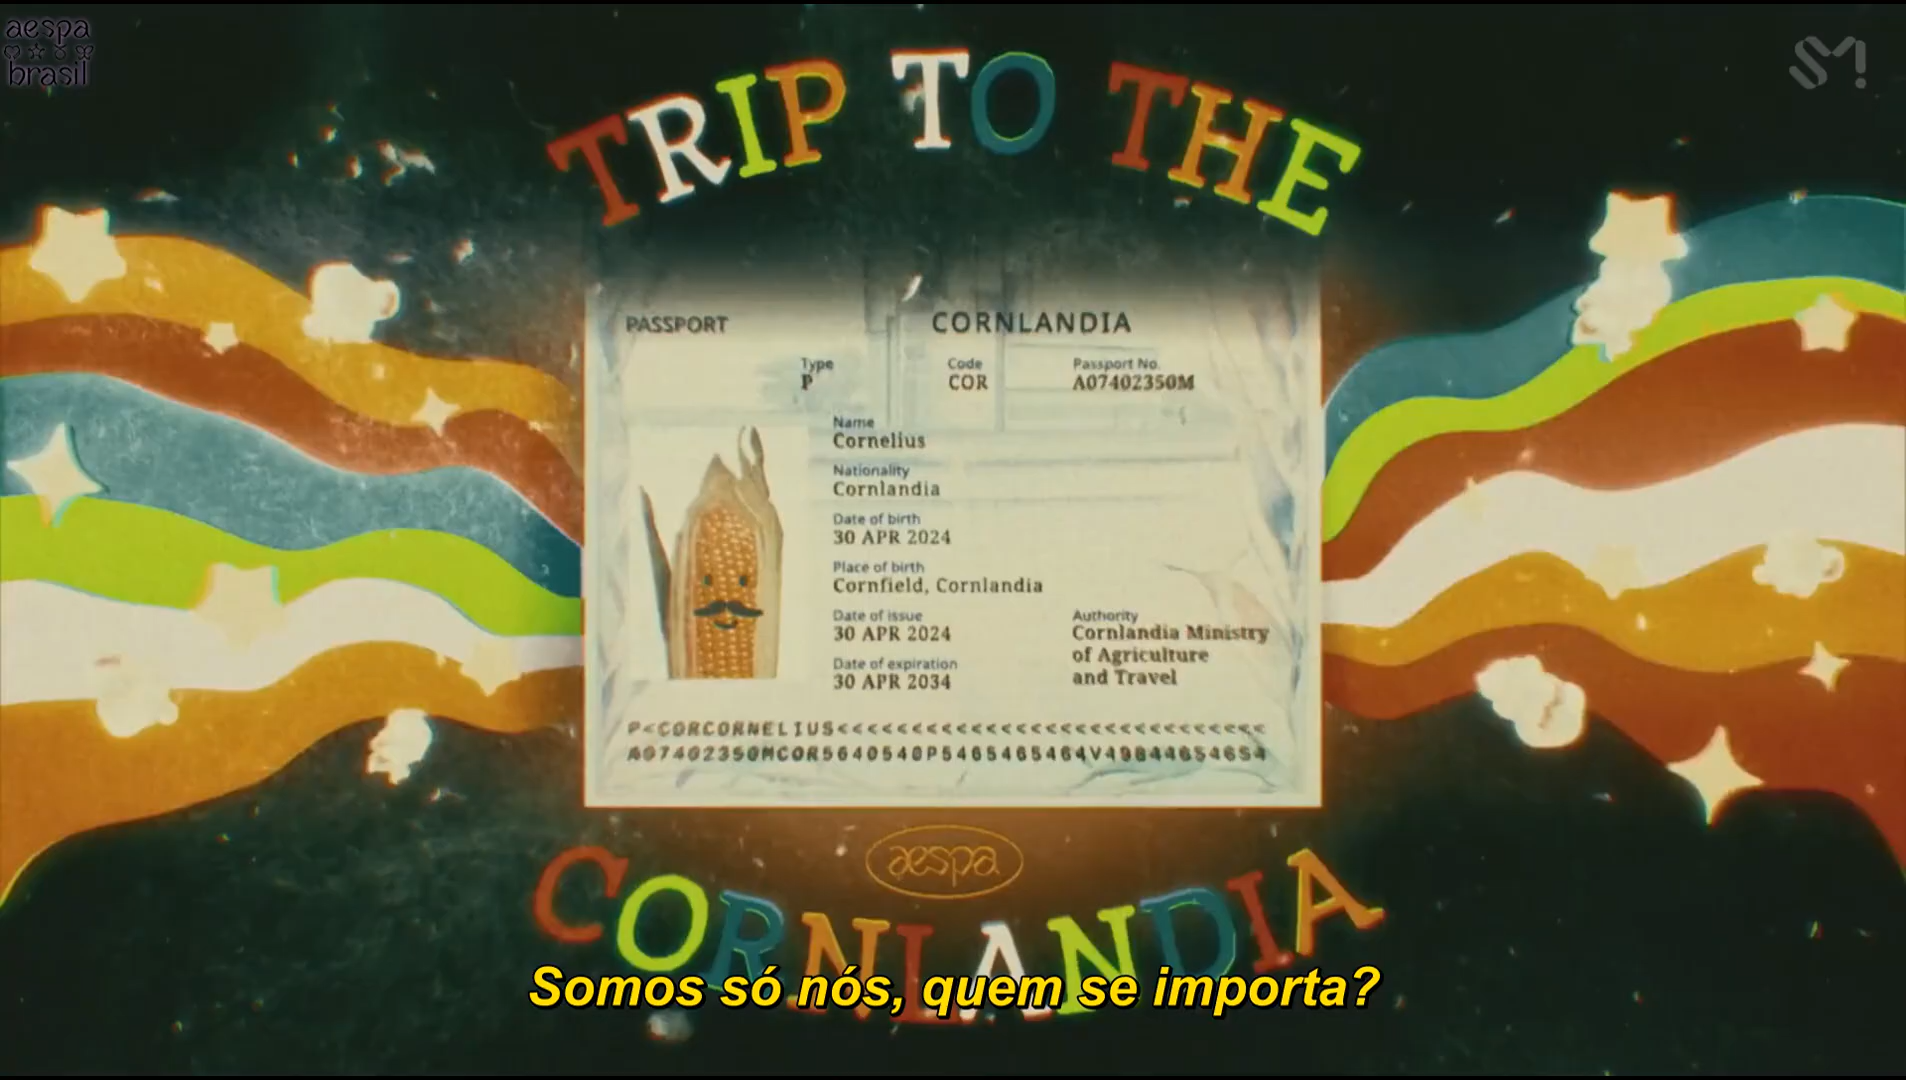 aespa
brasil
SM!
TRIP TO THE
PASSPORT
CORNLANDIA
Type
P
Code
COR
Passport No.
A07402350M
Name
Cornelius
Nationality
Cornlandia
Date of birth
30 APR 2024
Place of birth
Cornfield, Cornlandia
Date of issue
30 APR 2024
Authority
Cornlandia Ministry
of Agriculture
and Travel
Date of expiration
30 APR 2034
P<CORCORNELIUS<<<<<<<<<<<<<<<<<<<<<<<<<<<<<
A07402350MCOR5640540P5465465464V49844654654
aespa
CORNLANDIA
Somos só nós, quem se importa?